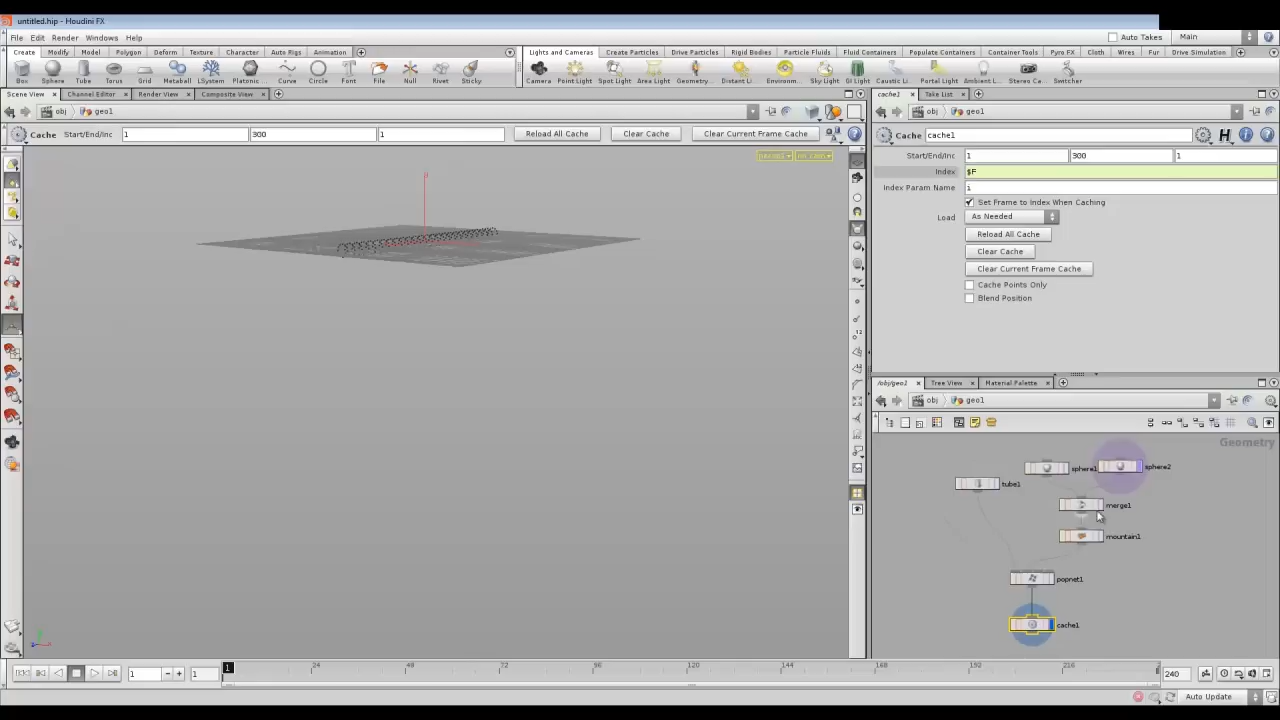 untitled.hip - Houdini FX
File Edit Render Windows Help
Auto Takes Main
Create Modify Model Polygon Deform Texture Character Auto Rigs Animation
Lights and Cameras Create Particles Drive Particles Rigid Bodies Particle Fluids Fluid Containers Populate Containers Container Tools Pyro FX Cloth Wires Fur Drive Simulation
Box Sphere Tube Torus Grid Metaball LSystem Platonic ... Curve Circle Font File Null Rivet Sticky
Camera Point Light Spot Light Area Light Geometry... Distant Li Environm... Sky Light GI Light Caustic Li Portal Light Ambient L... Stereo Ca... Switcher
Scene View Channel Editor Render View Composite View
cache1 Take List
obj geo1
obj geo1
Cache Start/End/Inc 1 300 1 Reload All Cache Clear Cache Clear Current Frame Cache
Cache cache1
Start/End/Inc 1 300 1
Index $F
Index Param Name i
Set Frame to Index When Caching
Load As Needed
Reload All Cache
Clear Cache
Clear Current Frame Cache
Cache Points Only
Blend Position
/obj/geo1 Tree View Material Palette
obj geo1
Geometry
sphere1 sphere2
tube1
merge1
mountain1
popnet1
cache1
1 1 1 24 48 72 96 120 144 168 192 216 2 240
Auto Update